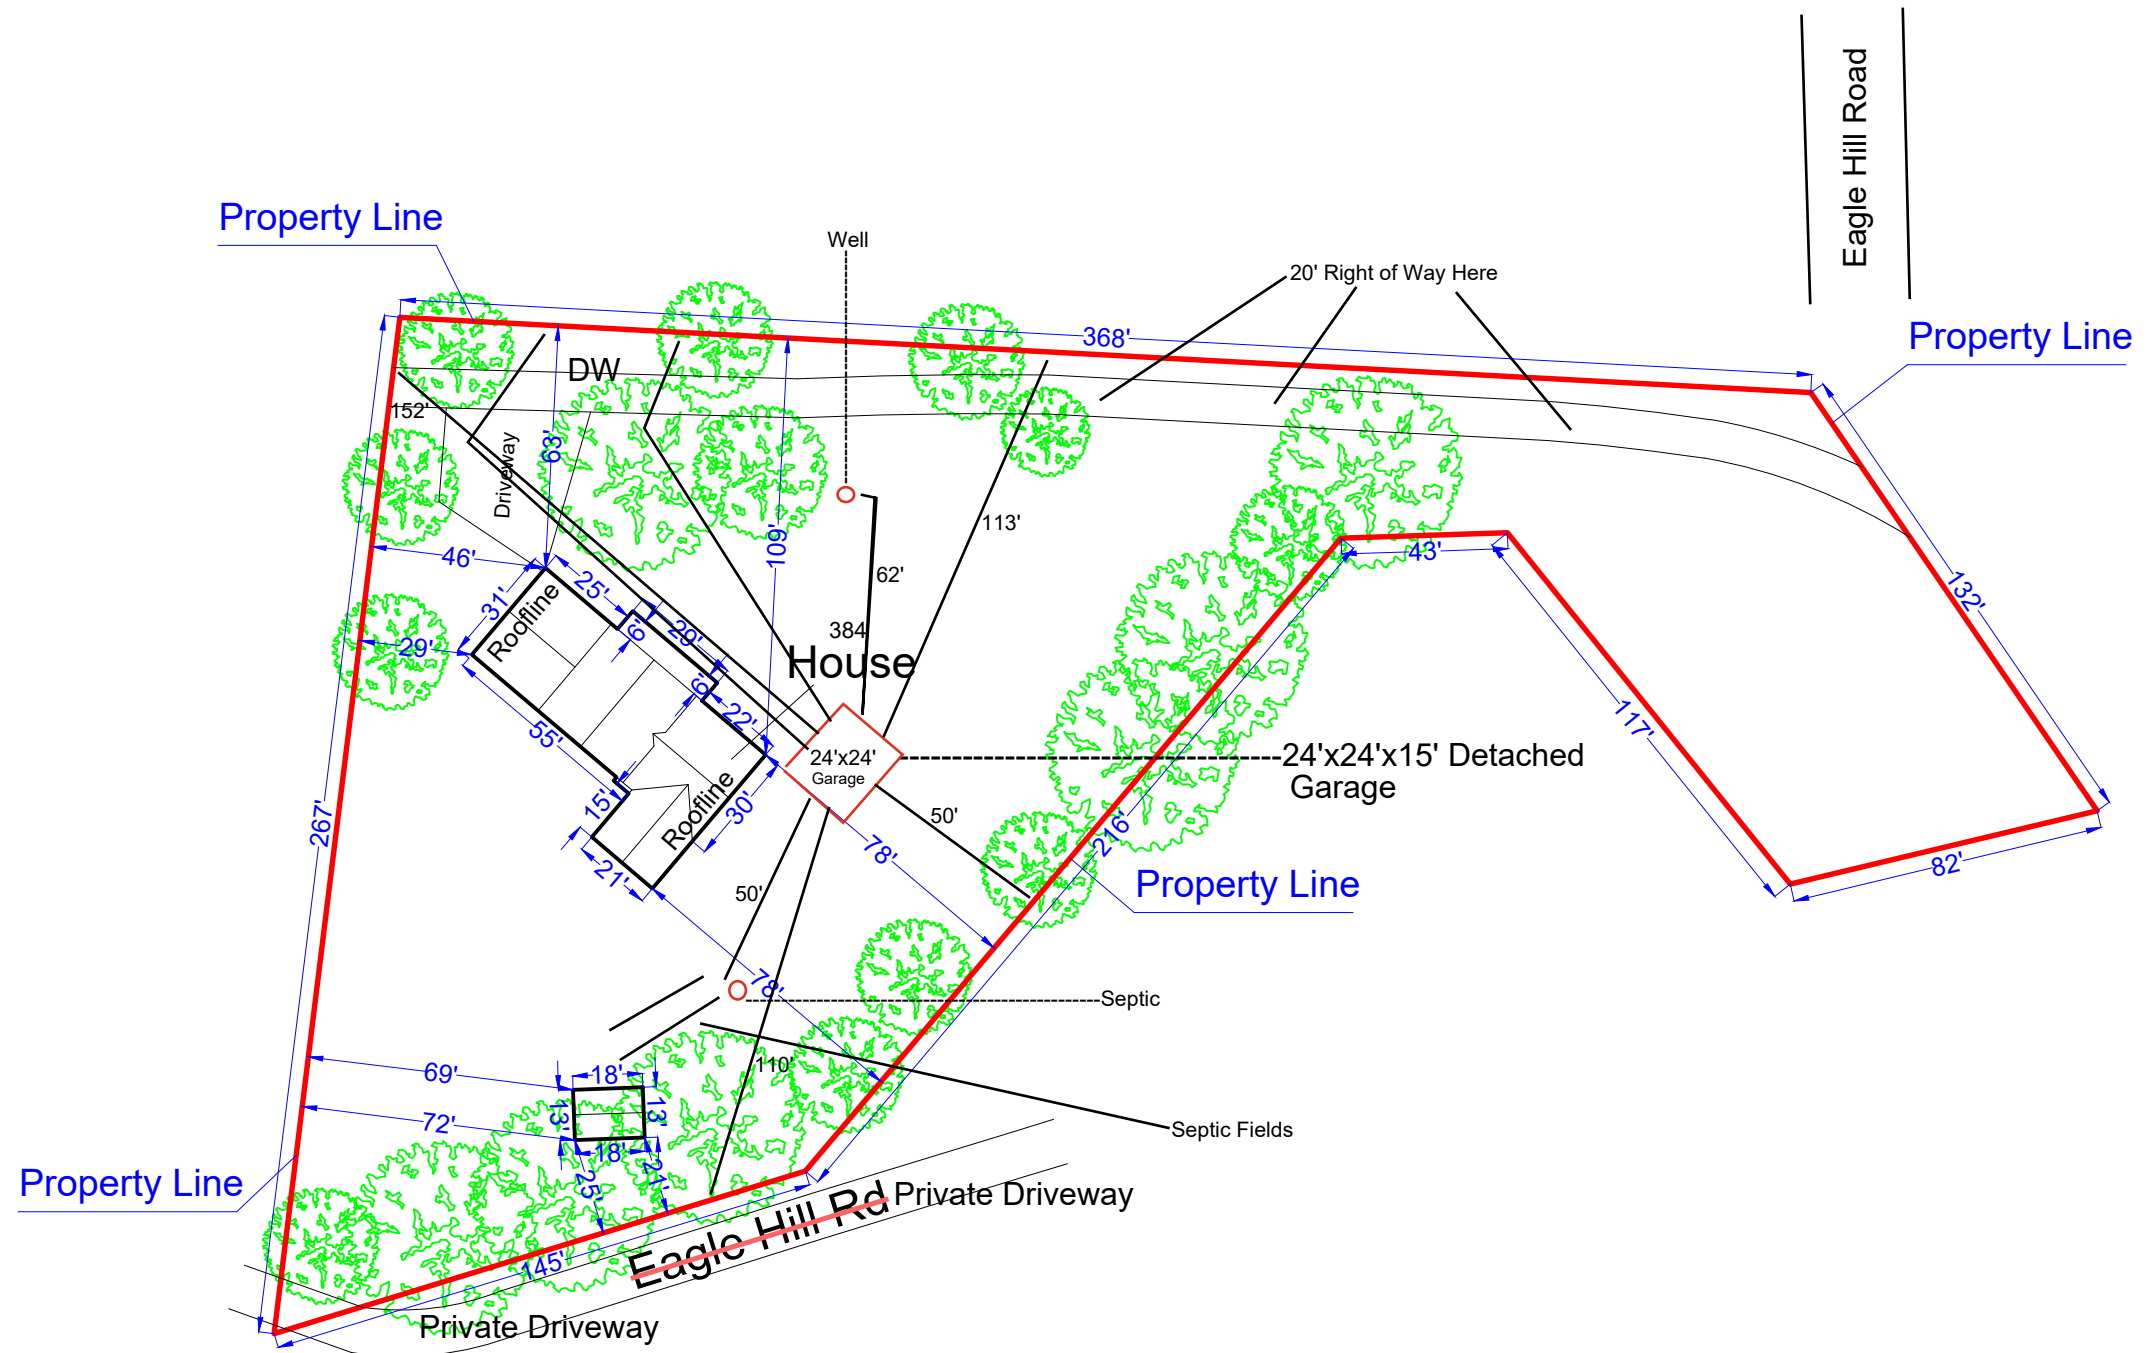 Eagle Hill Road
Property Line
Well
20' Right of Way Here
368'
Property Line
DW
152'
63'
Driveway
109'
113'
46'
43'
62'
25'
31'
Roofline
132'
6'
29'
384
29'
House
6'
22'
117'
55'
24'x24'
Garage
24'x24'x15' Detached
Garage
15'
Roofline
30'
50'
267'
216'
78'
82'
21'
50'
Property Line
78'
Septic
110'
69'
18'
13'
13'
72'
Septic Fields
18'
25'
21'
Property Line
Private Driveway
Eagle Hill Rd
145'
Private Driveway